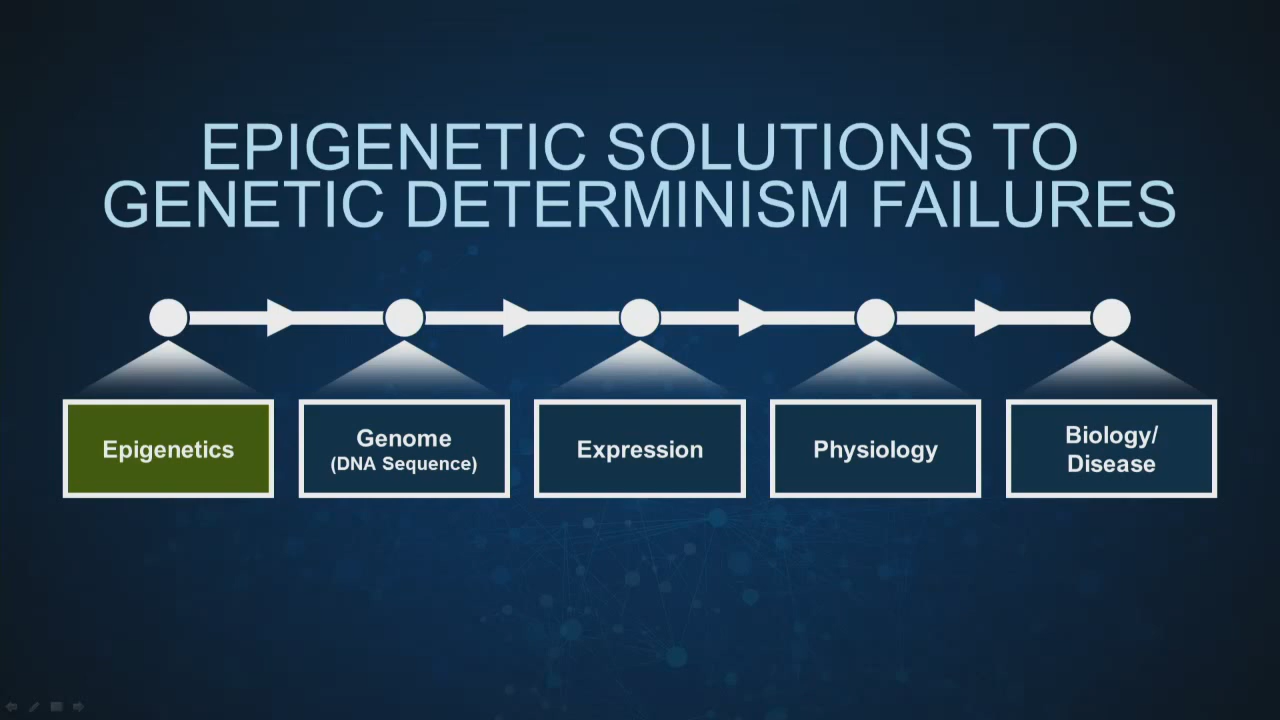 EPIGENETIC SOLUTIONS TO
GENETIC DETERMINISM FAILURES
Epigenetics
Genome
(DNA Sequence)
Expression
Physiology
Biology/
Disease